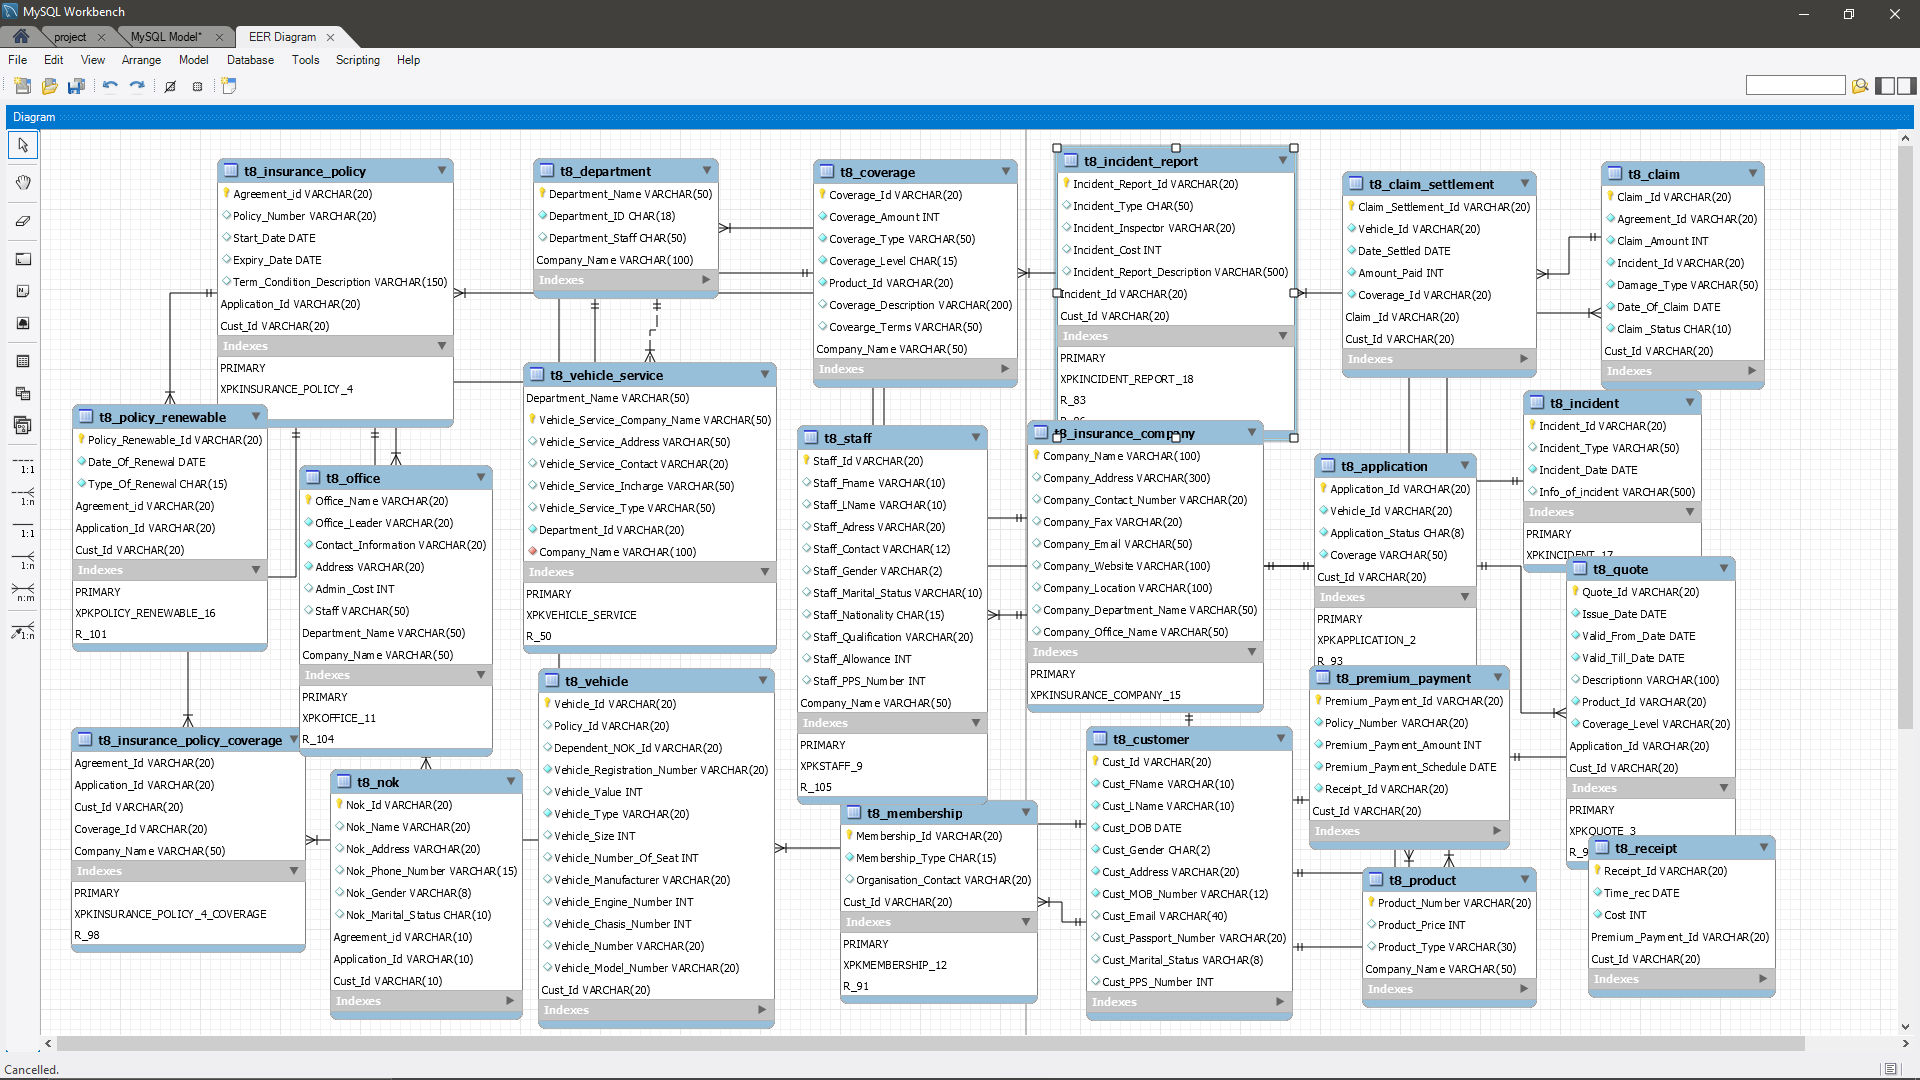 MySQL Workbench
project
MySQL Model*
EER Diagram
File Edit View Arrange Model Database Tools Scripting Help
Diagram
1:1
1:n
1:1
1:n
n:m
1:n
t8_insurance_policy
Agreement_id VARCHAR(20)
Policy_Number VARCHAR(20)
Start_Date DATE
Expiry_Date DATE
Term_Condition_Description VARCHAR(150)
Application_Id VARCHAR(20)
Cust_Id VARCHAR(20)
Indexes
PRIMARY
XPKINSURANCE_POLICY_4
t8_department
Department_Name VARCHAR(50)
Department_ID CHAR(18)
Department_Staff CHAR(50)
Company_Name VARCHAR(100)
Indexes
t8_coverage
Coverage_Id VARCHAR(20)
Coverage_Amount INT
Coverage_Type VARCHAR(50)
Coverage_Level CHAR(15)
Product_Id VARCHAR(20)
Coverage_Description VARCHAR(200)
Covearge_Terms VARCHAR(50)
Company_Name VARCHAR(50)
Indexes
t8_incident_report
Incident_Report_Id VARCHAR(20)
Incident_Type CHAR(50)
Incident_Inspector VARCHAR(20)
Incident_Cost INT
Incident_Report_Description VARCHAR(500)
Incident_Id VARCHAR(20)
Cust_Id VARCHAR(20)
Indexes
PRIMARY
XPKINCIDENT_REPORT_18
R_83
t8_claim_settlement
Claim_Settlement_Id VARCHAR(20)
Vehicle_Id VARCHAR(20)
Date_Settled DATE
Amount_Paid INT
Coverage_Id VARCHAR(20)
Claim_Id VARCHAR(20)
Cust_Id VARCHAR(20)
Indexes
t8_claim
Claim_Id VARCHAR(20)
Agreement_Id VARCHAR(20)
Claim_Amount INT
Incident_Id VARCHAR(20)
Damage_Type VARCHAR(50)
Date_Of_Claim DATE
Claim_Status CHAR(10)
Cust_Id VARCHAR(20)
Indexes
t8_policy_renewable
Policy_Renewable_Id VARCHAR(20)
Date_Of_Renewal DATE
Type_Of_Renewal CHAR(15)
Agreement_id VARCHAR(20)
Application_Id VARCHAR(20)
Cust_Id VARCHAR(20)
Indexes
PRIMARY
XPKPOLICY_RENEWABLE_16
R_101
t8_office
Office_Name VARCHAR(20)
Office_Leader VARCHAR(20)
Contact_Information VARCHAR(20)
Address VARCHAR(20)
Admin_Cost INT
Staff VARCHAR(50)
Department_Name VARCHAR(50)
Company_Name VARCHAR(50)
Indexes
PRIMARY
XPKOFFICE_11
R_104
t8_vehicle_service
Department_Name VARCHAR(50)
Vehicle_Service_Company_Name VARCHAR(50)
Vehicle_Service_Address VARCHAR(50)
Vehicle_Service_Contact VARCHAR(20)
Vehicle_Service_Incharge VARCHAR(50)
Vehicle_Service_Type VARCHAR(50)
Department_Id VARCHAR(20)
Company_Name VARCHAR(100)
Indexes
PRIMARY
XPKVEHICLE_SERVICE
R_50
t8_staff
Staff_Id VARCHAR(20)
Staff_Fname VARCHAR(10)
Staff_LName VARCHAR(10)
Staff_Adress VARCHAR(20)
Staff_Contact VARCHAR(12)
Staff_Gender VARCHAR(2)
Staff_Marital_Status VARCHAR(10)
Staff_Nationality CHAR(15)
Staff_Qualification VARCHAR(20)
Staff_Allowance INT
Staff_PPS_Number INT
Company_Name VARCHAR(50)
Indexes
PRIMARY
XPKSTAFF_9
R_105
t8_insurance_company
Company_Name VARCHAR(100)
Company_Address VARCHAR(300)
Company_Contact_Number VARCHAR(20)
Company_Fax VARCHAR(20)
Company_Email VARCHAR(50)
Company_Website VARCHAR(100)
Company_Location VARCHAR(100)
Company_Department_Name VARCHAR(50)
Company_Office_Name VARCHAR(50)
Indexes
PRIMARY
XPKINSURANCE_COMPANY_15
t8_application
Application_Id VARCHAR(20)
Vehicle_Id VARCHAR(20)
Application_Status CHAR(8)
Coverage VARCHAR(50)
Cust_Id VARCHAR(20)
Indexes
PRIMARY
XPKAPPLICATION_2
R_93
t8_incident
Incident_Id VARCHAR(20)
Incident_Type VARCHAR(50)
Incident_Date DATE
Info_of_incident VARCHAR(500)
Indexes
PRIMARY
XPKINCIDENT_17
t8_quote
Quote_Id VARCHAR(20)
Issue_Date DATE
Valid_From_Date DATE
Valid_Till_Date DATE
Descriptionn VARCHAR(100)
Product_Id VARCHAR(20)
Coverage_Level VARCHAR(20)
Application_Id VARCHAR(20)
Cust_Id VARCHAR(20)
Indexes
PRIMARY
XPKQUOTE_3
t8_insurance_policy_coverage
Agreement_Id VARCHAR(20)
Application_Id VARCHAR(20)
Cust_Id VARCHAR(20)
Coverage_Id VARCHAR(20)
Company_Name VARCHAR(50)
Indexes
PRIMARY
XPKINSURANCE_POLICY_4_COVERAGE
R_98
t8_nok
Nok_Id VARCHAR(20)
Nok_Name VARCHAR(20)
Nok_Address VARCHAR(20)
Nok_Phone_Number VARCHAR(15)
Nok_Gender VARCHAR(8)
Nok_Marital_Status CHAR(10)
Agreement_id VARCHAR(10)
Application_Id VARCHAR(10)
Cust_Id VARCHAR(10)
Indexes
t8_vehicle
Vehicle_Id VARCHAR(20)
Policy_Id VARCHAR(20)
Dependent_NOK_Id VARCHAR(20)
Vehicle_Registration_Number VARCHAR(20)
Vehicle_Value INT
Vehicle_Type VARCHAR(20)
Vehicle_Size INT
Vehicle_Number_Of_Seat INT
Vehicle_Manufacturer VARCHAR(20)
Vehicle_Engine_Number INT
Vehicle_Chasis_Number INT
Vehicle_Number VARCHAR(20)
Vehicle_Model_Number VARCHAR(20)
Cust_Id VARCHAR(20)
Indexes
t8_membership
Membership_Id VARCHAR(20)
Membership_Type CHAR(15)
Organisation_Contact VARCHAR(20)
Cust_Id VARCHAR(20)
Indexes
PRIMARY
XPKMEMBERSHIP_12
R_91
t8_customer
Cust_Id VARCHAR(20)
Cust_FName VARCHAR(10)
Cust_LName VARCHAR(10)
Cust_DOB DATE
Cust_Gender CHAR(2)
Cust_Address VARCHAR(20)
Cust_MOB_Number VARCHAR(12)
Cust_Email VARCHAR(40)
Cust_Passport_Number VARCHAR(20)
Cust_Marital_Status VARCHAR(8)
Cust_PPS_Number INT
Indexes
t8_premium_payment
Premium_Payment_Id VARCHAR(20)
Policy_Number VARCHAR(20)
Premium_Payment_Amount INT
Premium_Payment_Schedule DATE
Receipt_Id VARCHAR(20)
Cust_Id VARCHAR(20)
Indexes
t8_product
Product_Number VARCHAR(20)
Product_Price INT
Product_Type VARCHAR(30)
Company_Name VARCHAR(50)
Indexes
t8_receipt
Receipt_Id VARCHAR(20)
Time_rec DATE
Cost INT
Premium_Payment_Id VARCHAR(20)
Cust_Id VARCHAR(20)
Indexes
Cancelled.